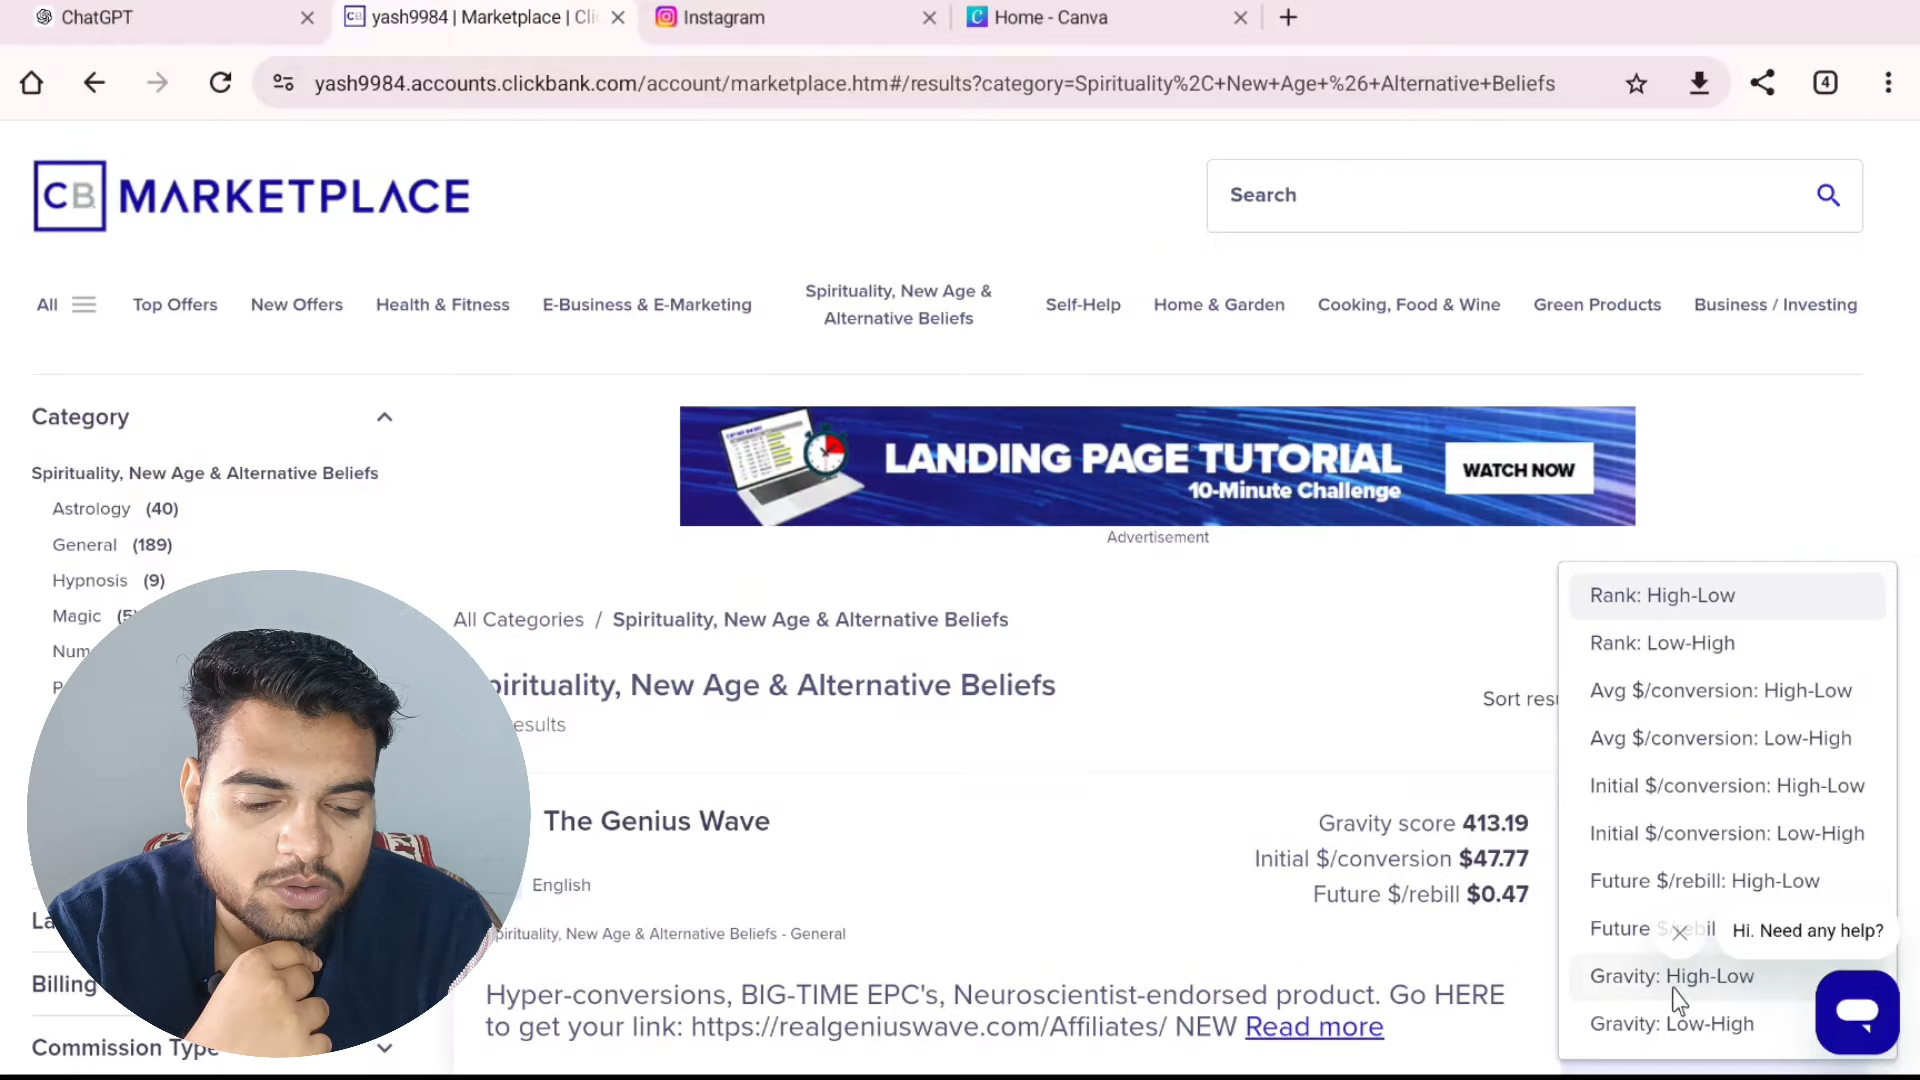 ChatGPT
yash9984 | Marketplace | Cli
Instagram
Home - Canva
yash9984.accounts.clickbank.com/account/marketplace.htm#/results?category=Spirituality%2C+New+Age+%26+Alternative+Beliefs
4
CB MARKETPLACE
Search
All
Top Offers
New Offers
Health & Fitness
E-Business & E-Marketing
Spirituality, New Age &
Alternative Beliefs
Self-Help
Home & Garden
Cooking, Food & Wine
Green Products
Business / Investing
Category
Spirituality, New Age & Alternative Beliefs
Astrology (40)
General (189)
Hypnosis (9)
Magic
LANDING PAGE TUTORIAL
10-Minute Challenge
WATCH NOW
Advertisement
All Categories / Spirituality, New Age & Alternative Beliefs
pirituality, New Age & Alternative Beliefs
esults
Sort resu
Rank: High-Low
Rank: Low-High
Avg $/conversion: High-Low
Avg $/conversion: Low-High
Initial $/conversion: High-Low
Initial $/conversion: Low-High
Future $/rebill: High-Low
Future $/rebill
Gravity: High-Low
Gravity: Low-High
Hi. Need any help?
The Genius Wave
Gravity score 413.19
Initial $/conversion $47.77
Future $/rebill $0.47
English
pirituality, New Age & Alternative Beliefs - General
Hyper-conversions, BIG-TIME EPC's, Neuroscientist-endorsed product. Go HERE
to get your link: https://realgeniuswave.com/Affiliates/ NEW Read more
La
Billing
Commission Type